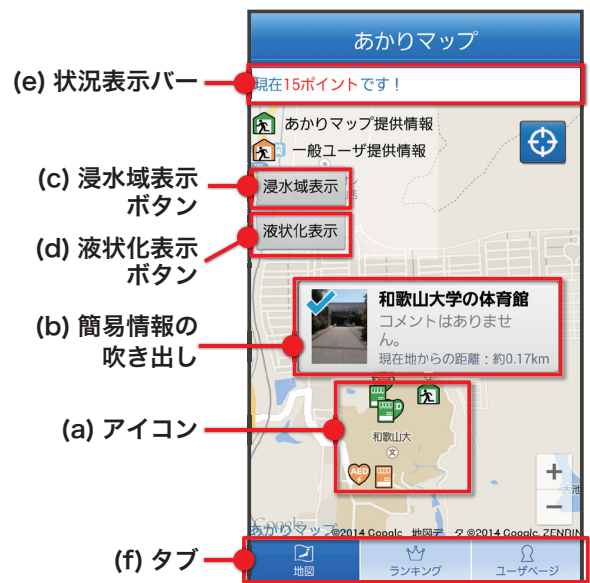 あかりマップ
(e) 状況表示バー
現在15ポイントです！
あかりマップ提供情報
一般ユーザ提供情報
(c) 浸水域表示
ボタン
浸水域表示
(d) 液状化表示
ボタン
液状化表示
(b) 簡易情報の
吹き出し
和歌山大学の体育館
コメントはありませ
ん。
現在地からの距離：約0.17km
(a) アイコン
和歌山大
文
AED
+
大池
−
あかりマップ
©2014 Google 地図データ ©2014 Google, ZENRIN
(f) タブ
地図
ランキング
ユーザページ